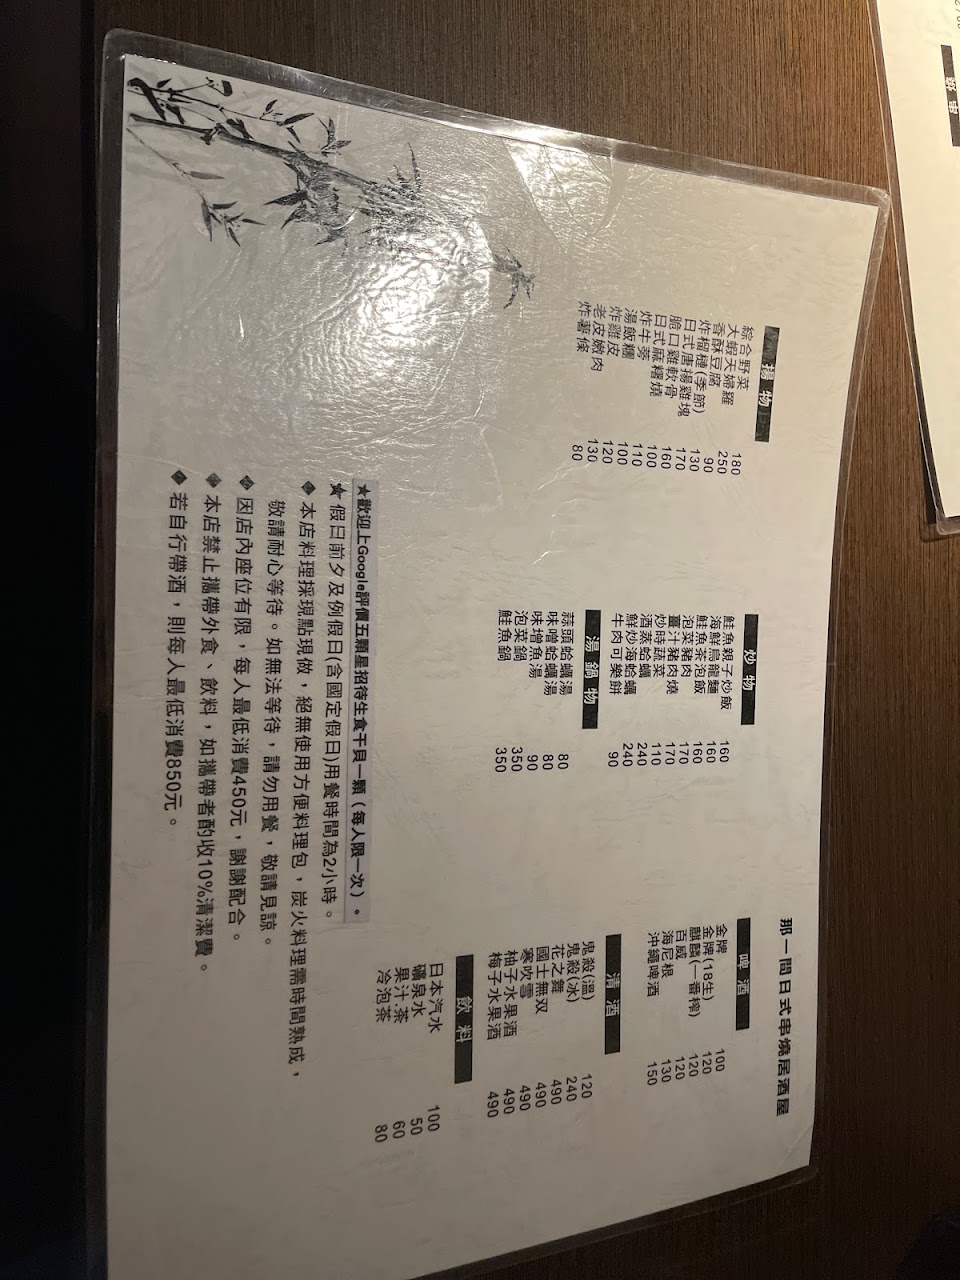 那一間日式串燒居酒屋
揚物
綜合野菜 180
大蝦天婦羅 250
香酥豆腐 90
炸榴槤(季節) 130
日式唐揚雞塊 170
脆口雞軟骨 160
日式麻糬燒 100
炸牛蒡 110
湯飯糰 100
炸雞皮 120
老皮嫩肉 130
炸薯條 80
炒物
鮭魚親子炒飯 160
海鮮烏龍麵 160
鮭魚茶泡飯 160
泡菜豬肉 170
薑汁豬肉燒 170
炒時蔬菜 110
酒蒸蛤蠣 240
鮮炒海蛤蠣 240
牛肉可樂餅 90
湯鍋物
蒜頭蛤蠣湯 80
味噌蛤蠣湯 80
味增魚湯 90
泡菜鍋 350
鮭魚鍋 350
啤酒
金牌 100
金牌(18生) 120
麒麟(一番搾) 120
百威 120
海尼根 130
沖繩啤酒 150
清酒
鬼殺(溫) 120
鬼殺(冰) 240
花之舞 490
國士無双 490
寒吹雪 490
柚子水果酒 490
梅子水果酒 490
飲料
日本汽水 100
礦泉水 50
果汁茶 60
冷泡茶 80
★歡迎上Google評價五顆星招待生食干貝一顆（每人限一次）。
★假日前夕及例假日(含國定假日)用餐時間為2小時。
◆本店料理採現點現做，絕無使用方便料理包，炭火料理需時間熟成，
敬請耐心等待。如無法等待，請勿用餐，敬請見諒。
◆因店內座位有限，每人最低消費450元，謝謝配合。
◆本店禁止攜帶外食、飲料，如攜帶者酌收10%清潔費。
◆若自行帶酒，則每人最低消費850元。
串燒